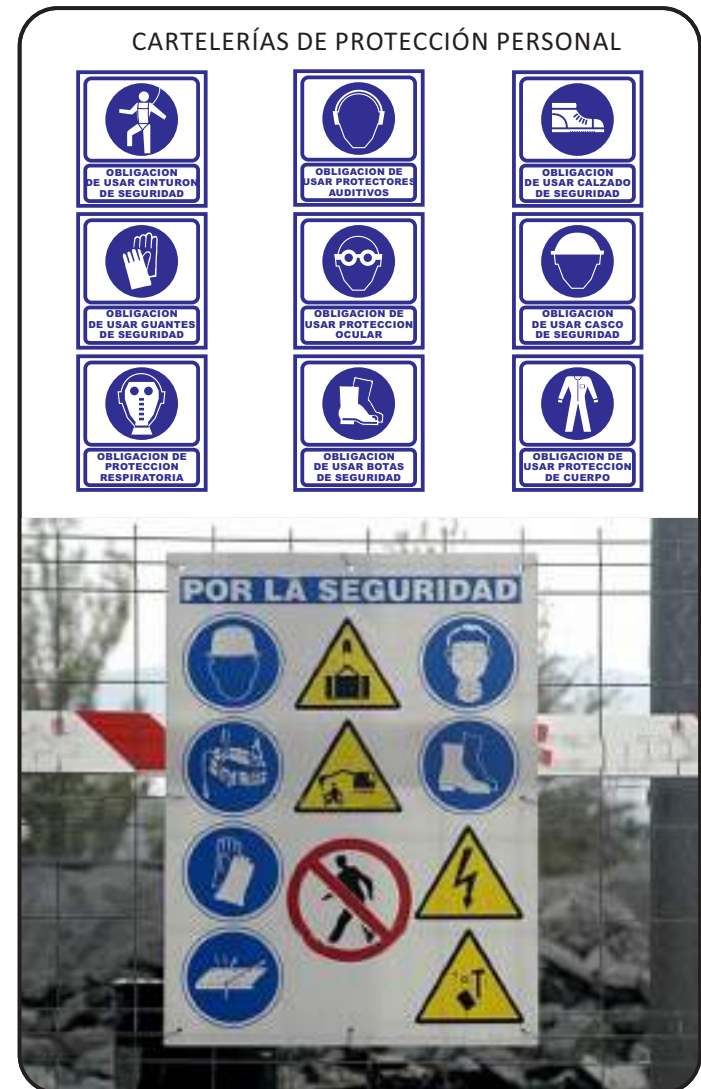 CARTELERÍAS DE PROTECCIÓN PERSONAL
OBLIGACION
DE USAR CINTURON
DE SEGURIDAD
OBLIGACION DE
USAR PROTECTORES
AUDITIVOS
OBLIGACION
DE USAR CALZADO
DE SEGURIDAD
OBLIGACION
DE USAR GUANTES
DE SEGURIDAD
OBLIGACION DE
USAR PROTECCION
OCULAR
OBLIGACION
DE USAR CASCO
DE SEGURIDAD
OBLIGACION DE
PROTECCION
RESPIRATORIA
OBLIGACION
DE USAR BOTAS
DE SEGURIDAD
OBLIGACION DE
USAR PROTECCION
DE CUERPO
POR LA SEGURIDAD